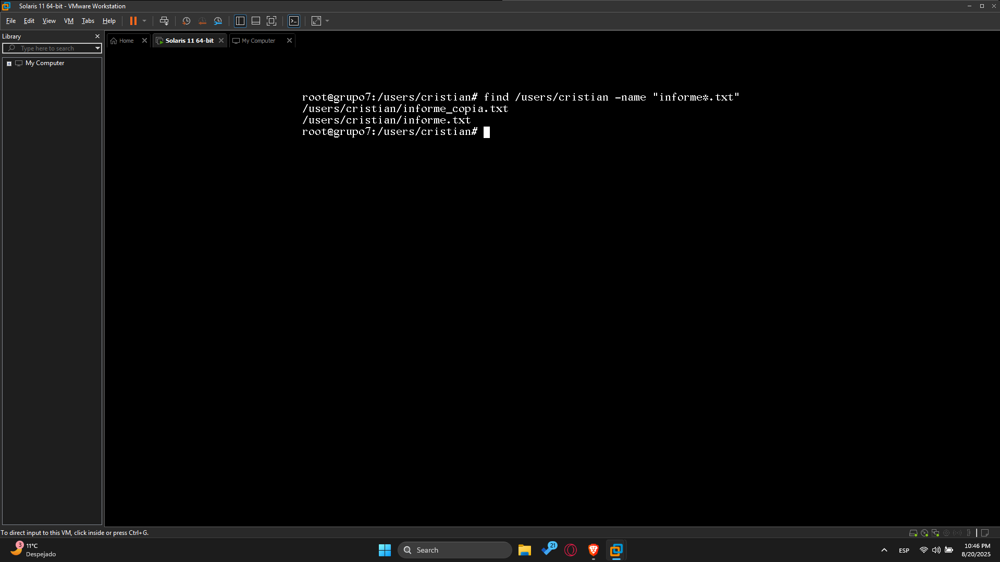 Solaris 11 64-bit - VMware Workstation
File Edit View VM Tabs Help
Library
Type here to search
My Computer
Home
Solaris 11 64-bit
My Computer
root@grupo7:/users/cristian# find /users/cristian -name "informe*.txt"
/users/cristian/informe_copia.txt
/users/cristian/informe.txt
root@grupo7:/users/cristian#
To direct input to this VM, click inside or press Ctrl+G.
3
11°C
Despejado
Search
21
ESP
10:46 PM
8/20/2025